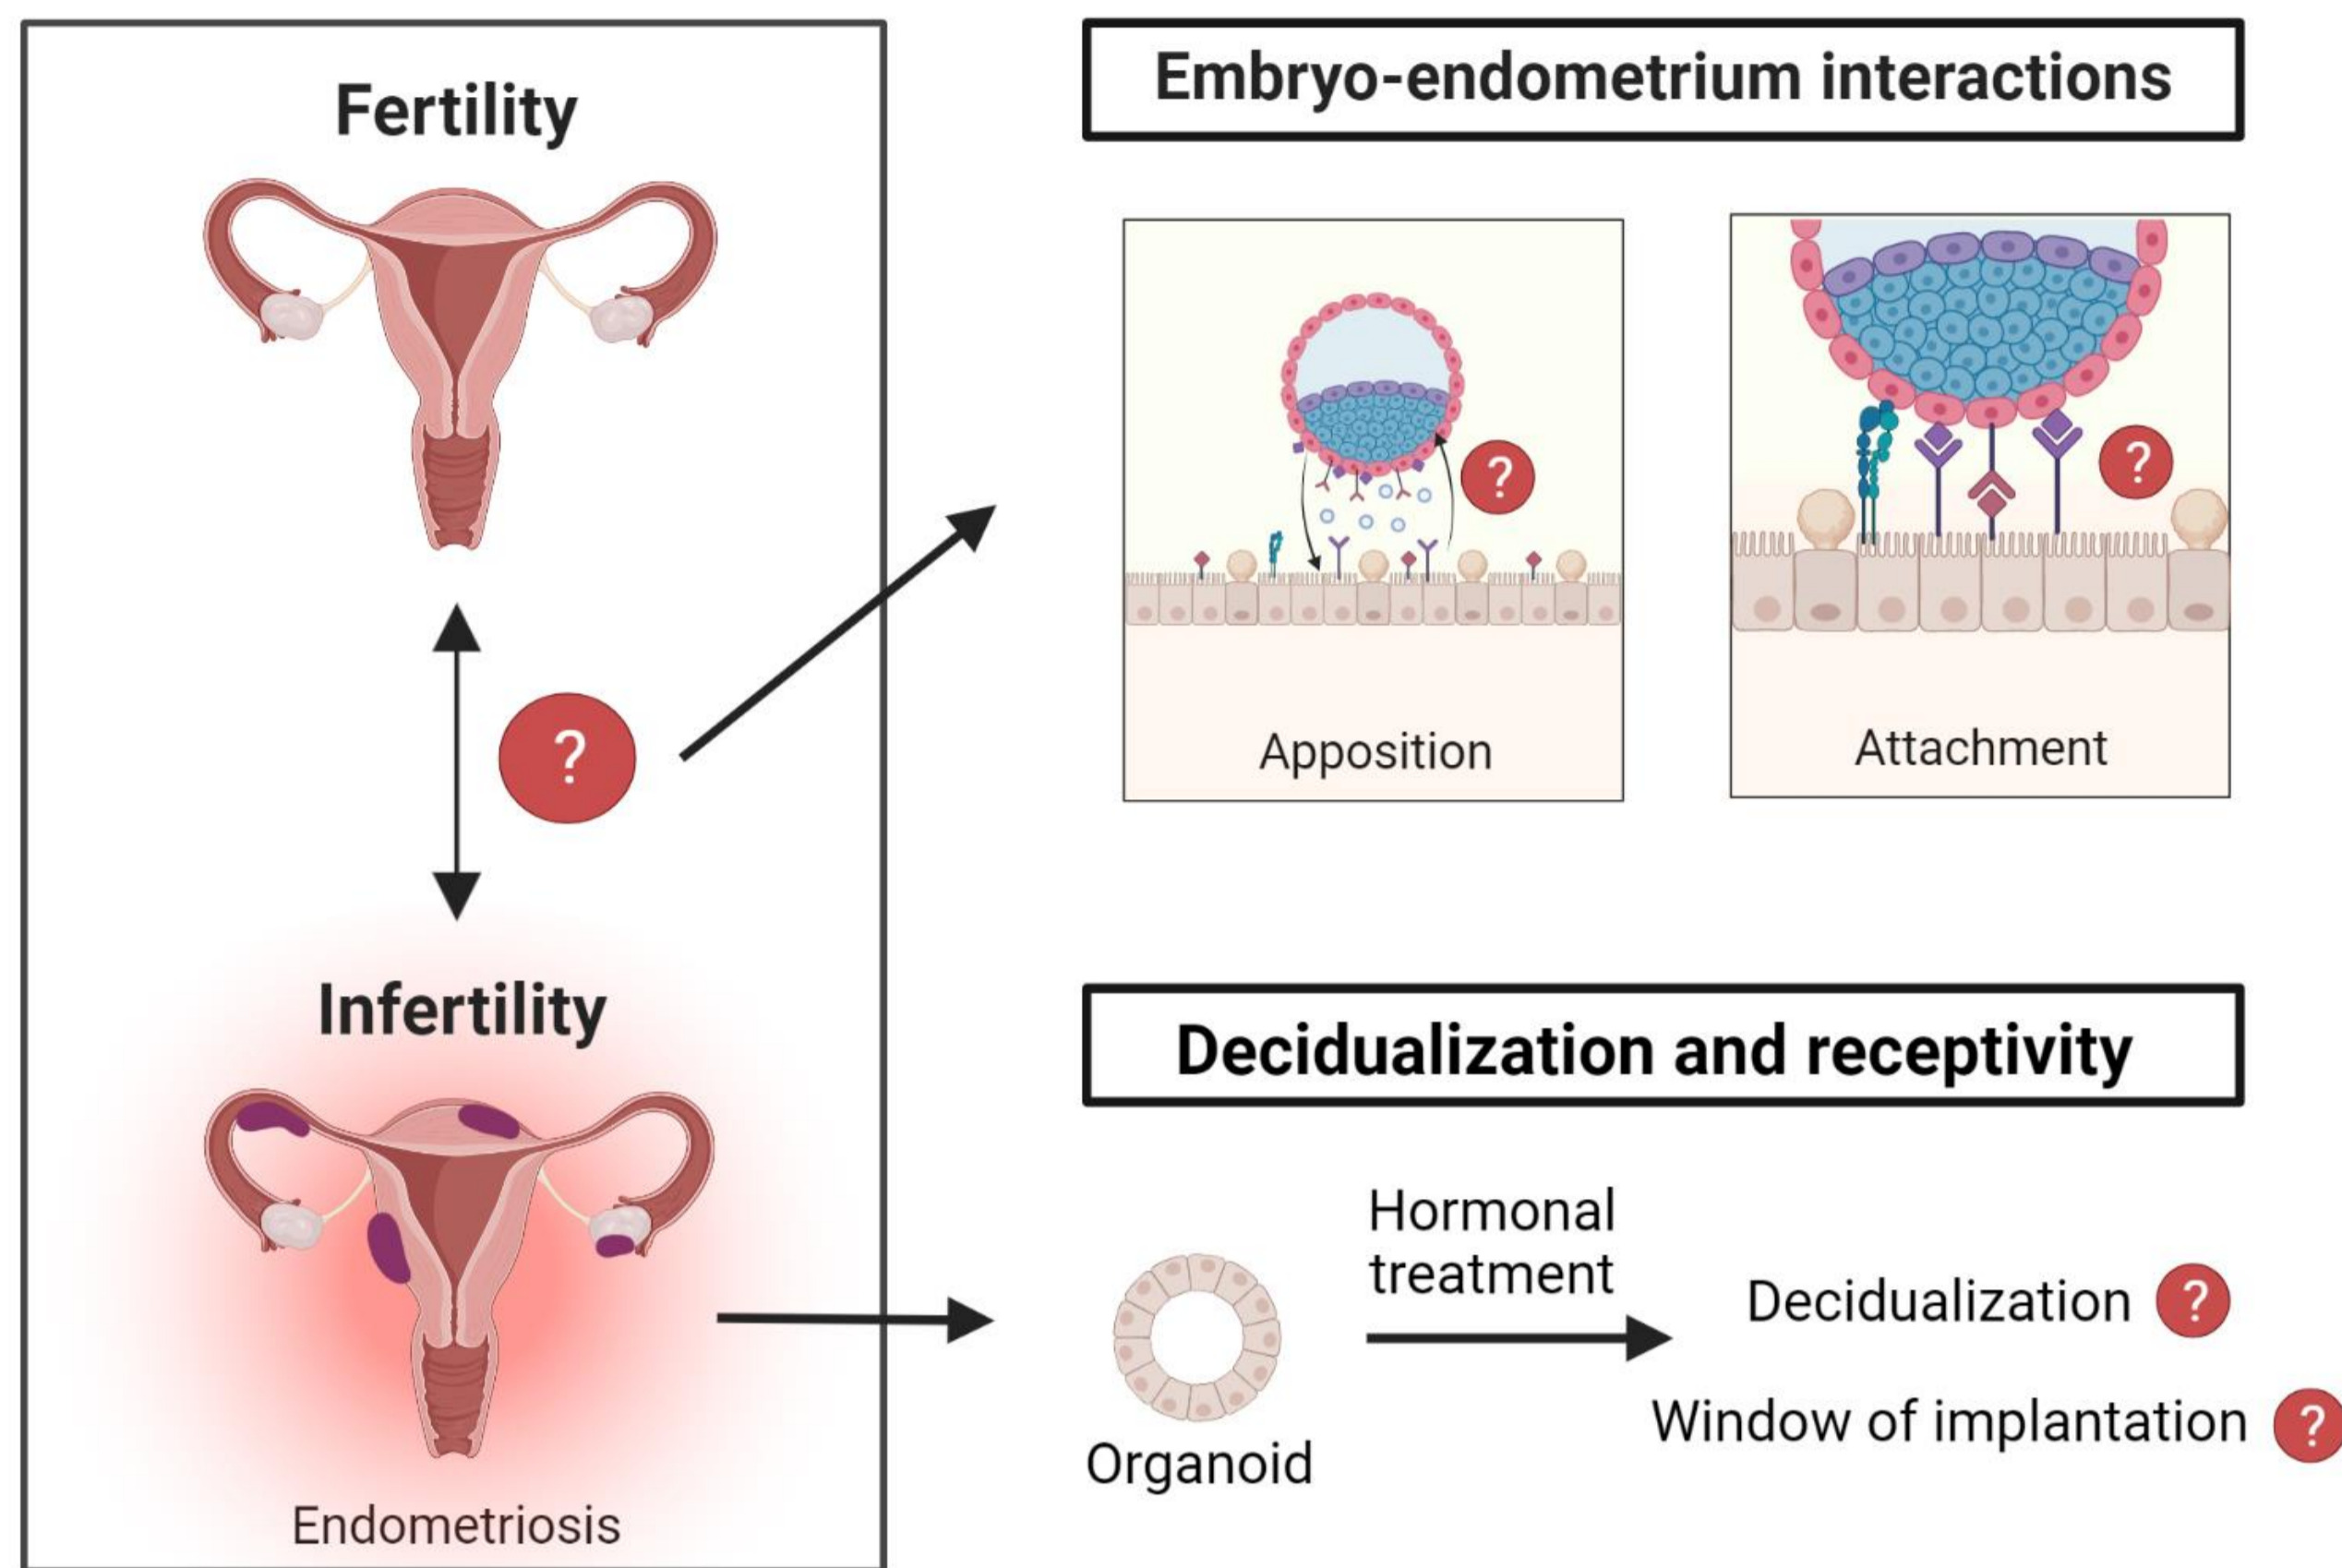 Fertility
?
Infertility
Endometriosis
Embryo-endometrium interactions
?
Apposition
?
Attachment
Decidualization and receptivity
Organoid
Hormonal
treatment
Decidualization ?
Window of implantation ?